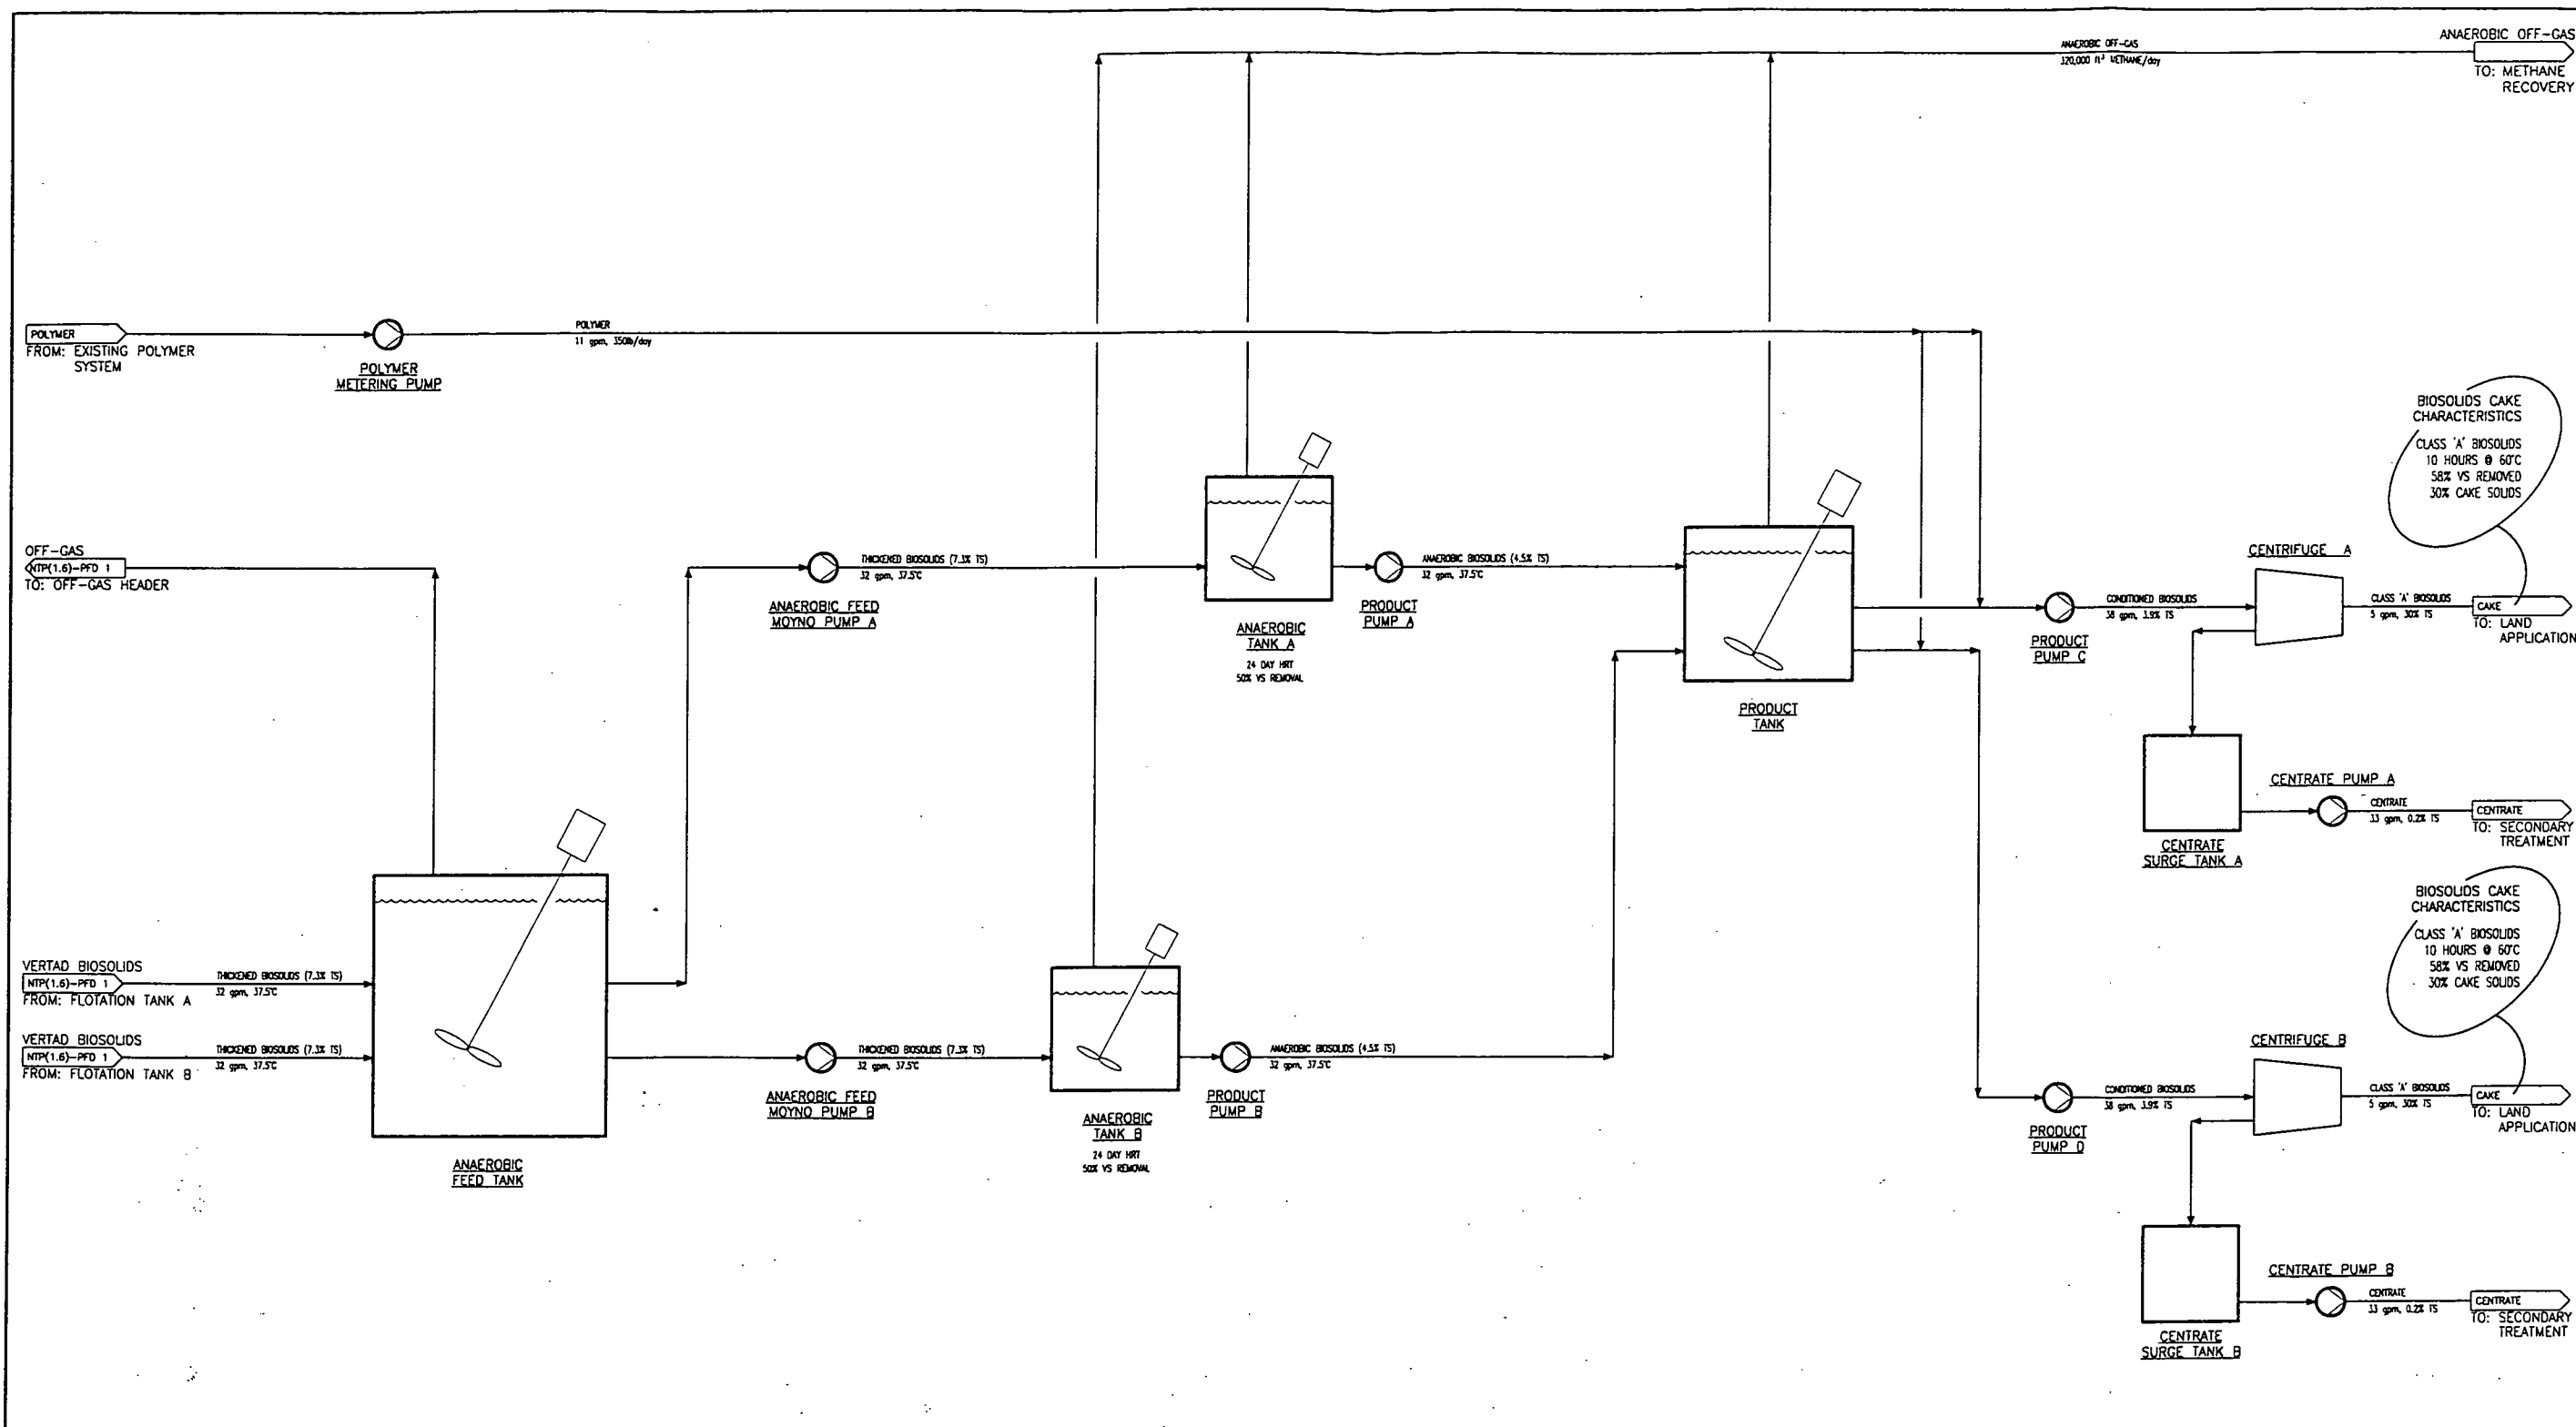 ANAEROBIC OFF-GAS
TO: METHANE
RECOVERY
ANAEROBIC OFF-GAS
320,000 ft³ METHANE/day
POLYMER
FROM: EXISTING POLYMER
SYSTEM
POLYMER
METERING PUMP
POLYMER
11 gpm, 350lb/day
OFF-GAS
NTP(1.6)-PFD 1
TO: OFF-GAS HEADER
THICKENED BIOSOLIDS (7.3% TS)
32 gpm, 37.5°C
ANAEROBIC FEED
MOYNO PUMP A
ANAEROBIC
TANK A
24 DAY HRT
50% VS REMOVAL
ANAEROBIC BIOSOLIDS (4.5% TS)
32 gpm, 37.5°C
PRODUCT
PUMP A
PRODUCT
TANK
PRODUCT
PUMP C
CONDITIONED BIOSOLIDS
38 gpm, 3.9% TS
CENTRIFUGE A
CLASS 'A' BIOSOLIDS
5 gpm, 30% TS
CAKE
TO: LAND
APPLICATION
BIOSOLIDS CAKE
CHARACTERISTICS
CLASS 'A' BIOSOLIDS
10 HOURS @ 60°C
58% VS REMOVED
30% CAKE SOLIDS
CENTRATE
SURGE TANK A
CENTRATE PUMP A
CENTRATE
33 gpm, 0.2% TS
CENTRATE
TO: SECONDARY
TREATMENT
VERTAD BIOSOLIDS
NTP(1.6)-PFD 1
FROM: FLOTATION TANK A
THICKENED BIOSOLIDS (7.3% TS)
32 gpm, 37.5°C
VERTAD BIOSOLIDS
NTP(1.6)-PFD 1
FROM: FLOTATION TANK B
THICKENED BIOSOLIDS (7.3% TS)
32 gpm, 37.5°C
ANAEROBIC
FEED TANK
ANAEROBIC FEED
MOYNO PUMP B
THICKENED BIOSOLIDS (7.3% TS)
32 gpm, 37.5°C
ANAEROBIC
TANK B
24 DAY HRT
50% VS REMOVAL
PRODUCT
PUMP B
ANAEROBIC BIOSOLIDS (4.5% TS)
32 gpm, 37.5°C
PRODUCT
PUMP D
CONDITIONED BIOSOLIDS
38 gpm, 3.9% TS
CENTRIFUGE B
CLASS 'A' BIOSOLIDS
5 gpm, 30% TS
CAKE
TO: LAND
APPLICATION
BIOSOLIDS CAKE
CHARACTERISTICS
CLASS 'A' BIOSOLIDS
10 HOURS @ 60°C
58% VS REMOVED
30% CAKE SOLIDS
CENTRATE
SURGE TANK B
CENTRATE PUMP B
CENTRATE
33 gpm, 0.2% TS
CENTRATE
TO: SECONDARY
TREATMENT